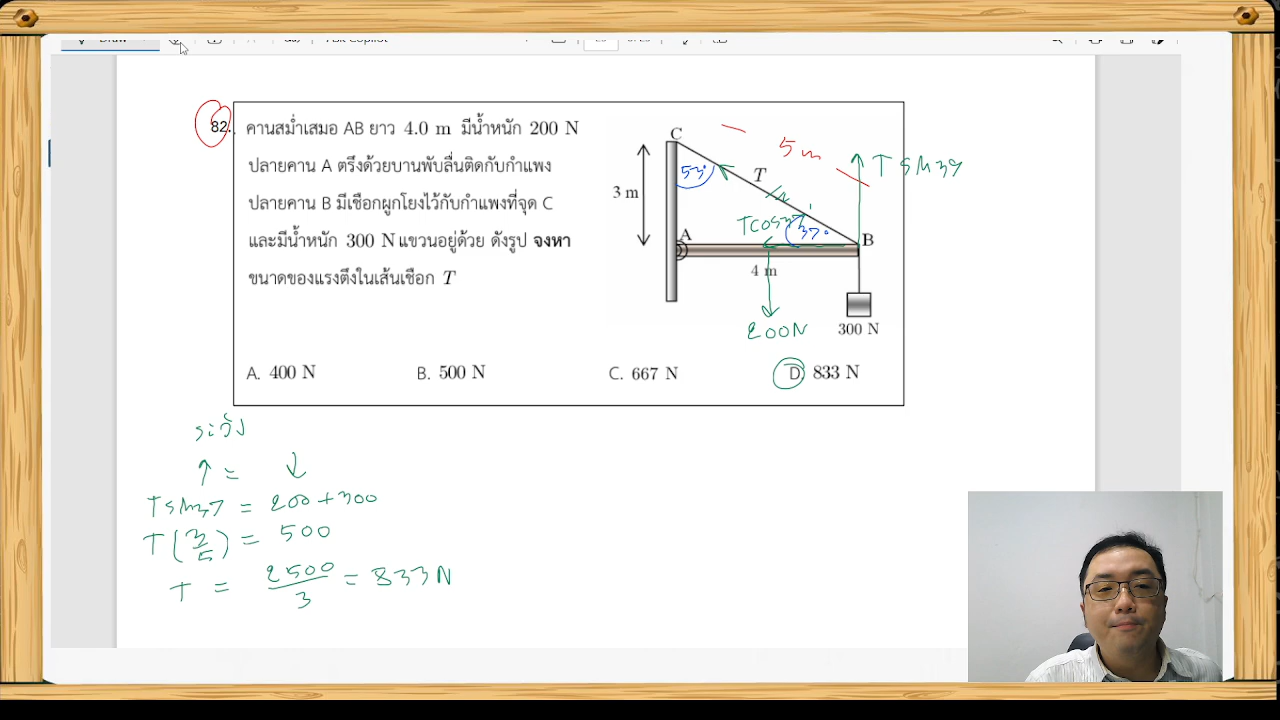 82. คานสม่ำเสมอ AB ยาว 4.0 m มีน้ำหนัก 200 N
ปลายคาน A ตรึงด้วยบานพับลื่นติดกับกำแพง
ปลายคาน B มีเชือกผูกโยงไว้กับกำแพงที่จุด C
และมีน้ำหนัก 300 N แขวนอยู่ด้วย ดังรูป จงหา
ขนาดของแรงตึงในเส้นเชือก T
C
5 m
53°
T
T sin37
3 m
Tcos37
37°
A
B
4 m
200N
300 N
A. 400 N
B. 500 N
C. 667 N
D 833 N
ระวัง
↑ = ↓
T sin37 = 200 + 300
T(3/5) = 500
T = 2500/3 = 833 N